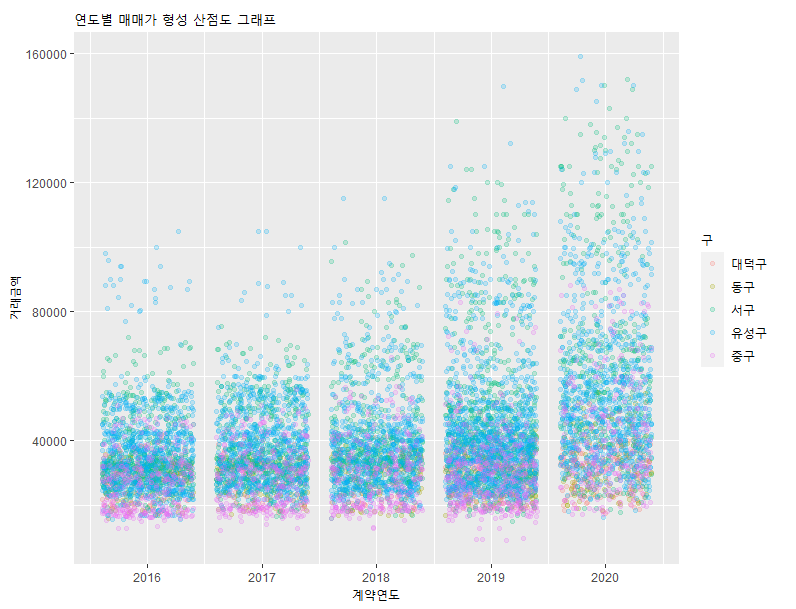 연도별 매매가 형성 산점도 그래프
160000
120000
80000
40000
거래금액
2016 2017 2018 2019 2020
계약연도
구
대덕구
동구
서구
유성구
중구